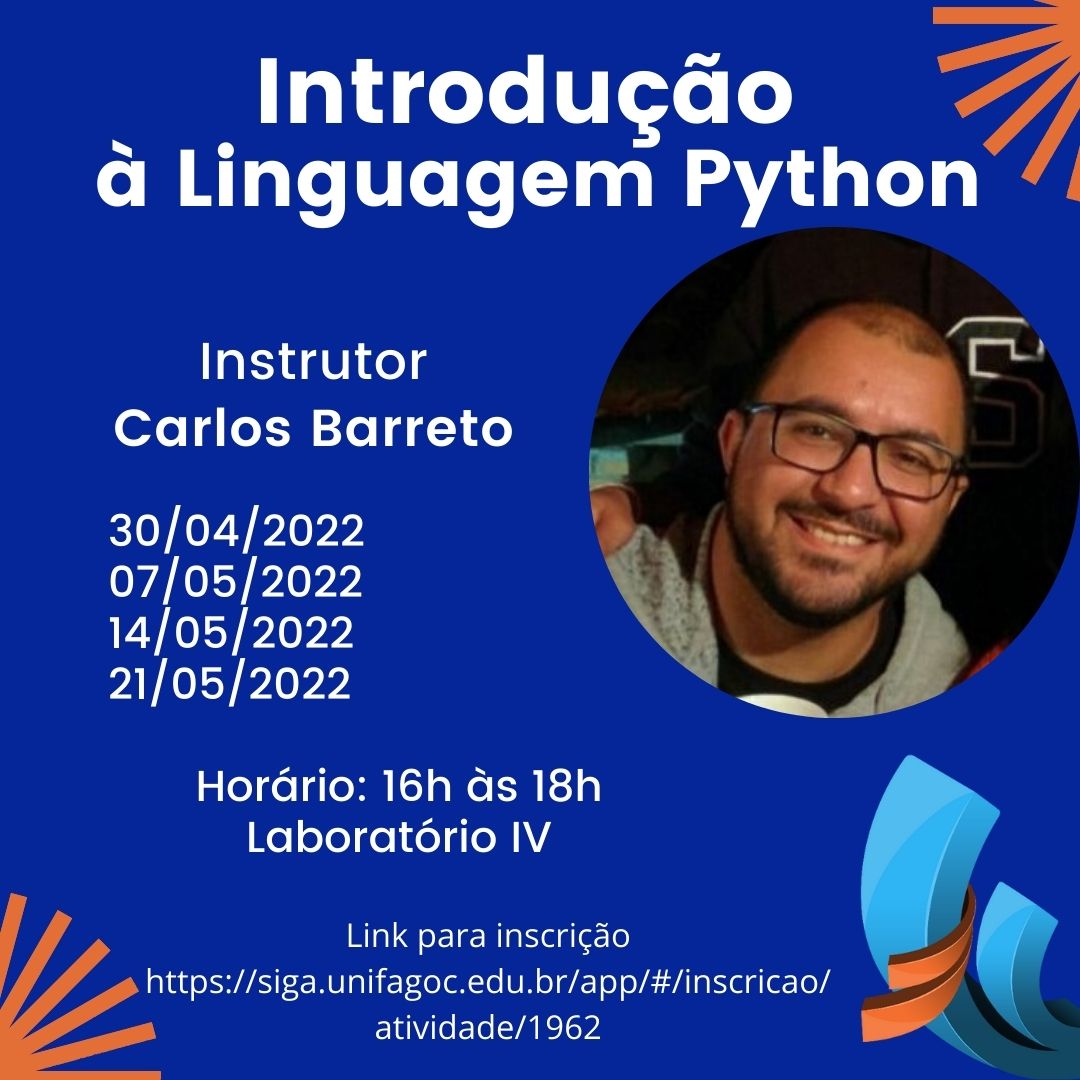 Introdução
à Linguagem Python
Instrutor
Carlos Barreto
30/04/2022
07/05/2022
14/05/2022
21/05/2022
S
Horário: 16h às 18h
Laboratório IV
Link para inscrição
https://siga.unifagoc.edu.br/app/#/inscricao/
atividade/1962